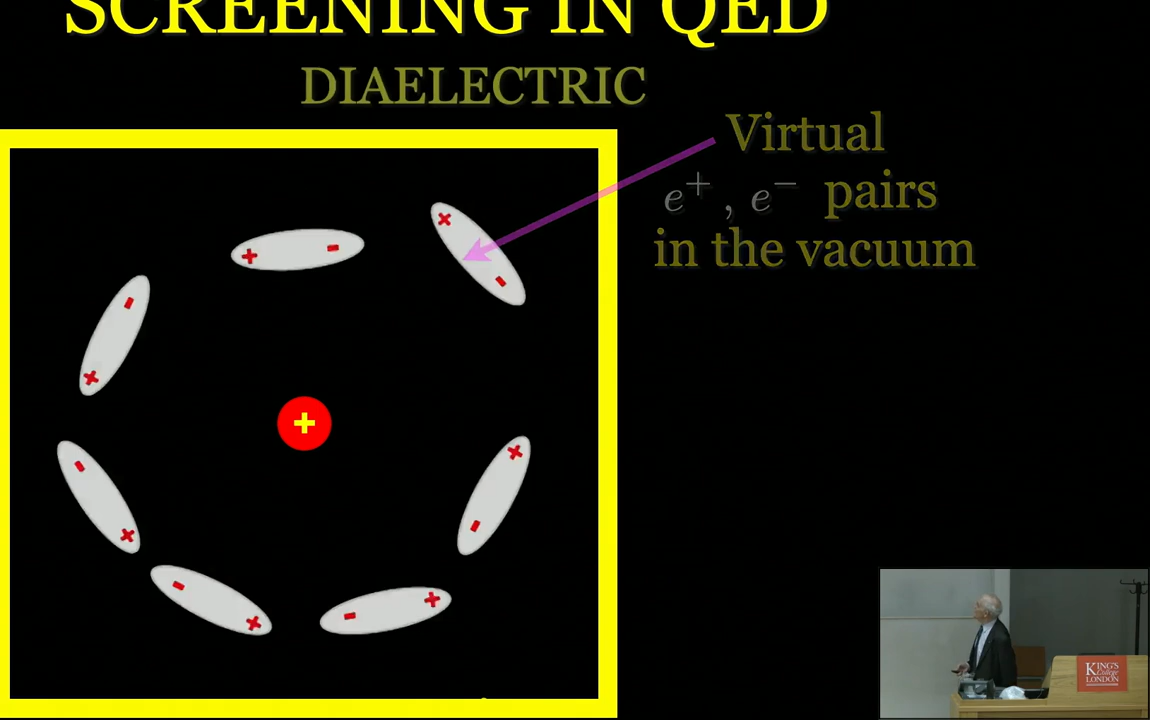 SCREENING IN QED
DIAELECTRIC
Virtual
e⁺ , e⁻ pairs
in the vacuum
+ -
+ -
- +
+
- +
+ -
- +
- +
KING'S
College
LONDON